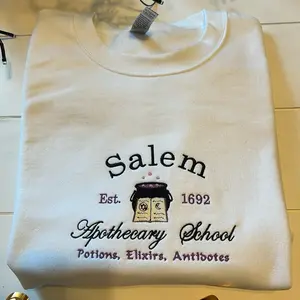 Salem
Est. 1692
Apothecary School
Potions, Elixirs, Antidotes